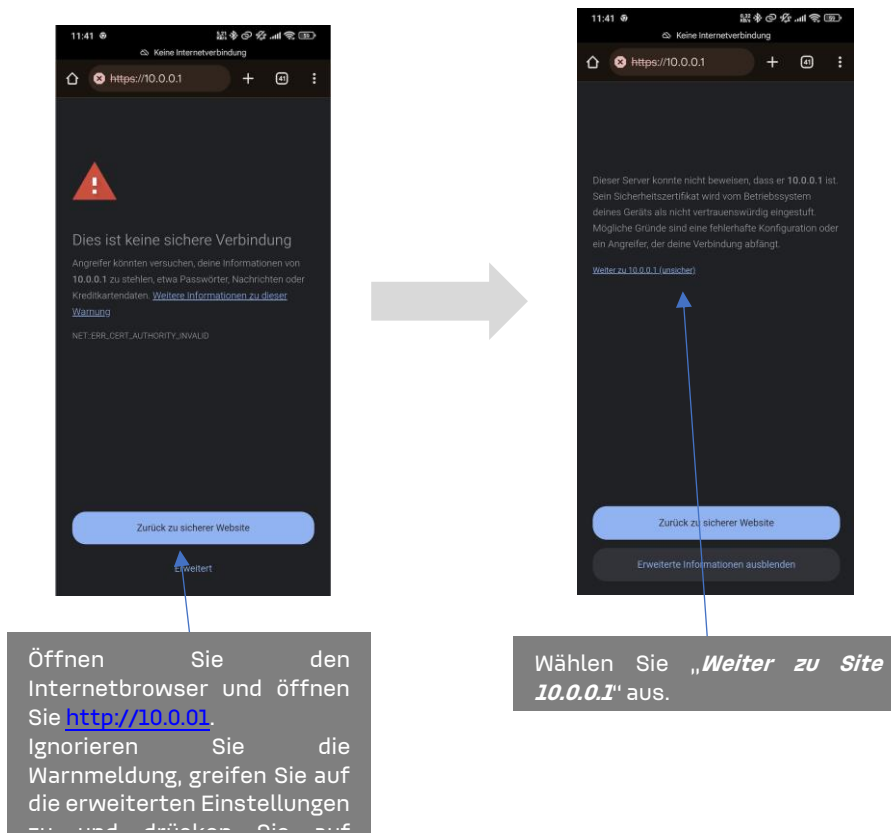 11:41
Keine Internetverbindung
https://10.0.0.1
41
Dies ist keine sichere Verbindung
Angreifer könnten versuchen, deine Informationen von
10.0.0.1 zu stehlen, etwa Passwörter, Nachrichten oder
Kreditkartendaten. Weitere Informationen zu dieser
Warnung
NET::ERR_CERT_AUTHORITY_INVALID
Zurück zu sicherer Website
Erweitert
Öffnen Sie den
Internetbrowser und öffnen
Sie http://10.0.01.
Ignorieren Sie die
Warnmeldung, greifen Sie auf
die erweiterten Einstellungen
zu und drücken Sie auf
11:41
Keine Internetverbindung
https://10.0.0.1
41
Dieser Server konnte nicht beweisen, dass er 10.0.0.1 ist.
Sein Sicherheitszertifikat wird vom Betriebssystem
deines Geräts als nicht vertrauenswürdig eingestuft.
Mögliche Gründe sind eine fehlerhafte Konfiguration oder
ein Angreifer, der deine Verbindung abfängt.
Weiter zu 10.0.0.1 (unsicher)
Zurück zu sicherer Website
Erweiterte Informationen ausblenden
Wählen Sie „Weiter zu Site
10.0.0.1“ aus.